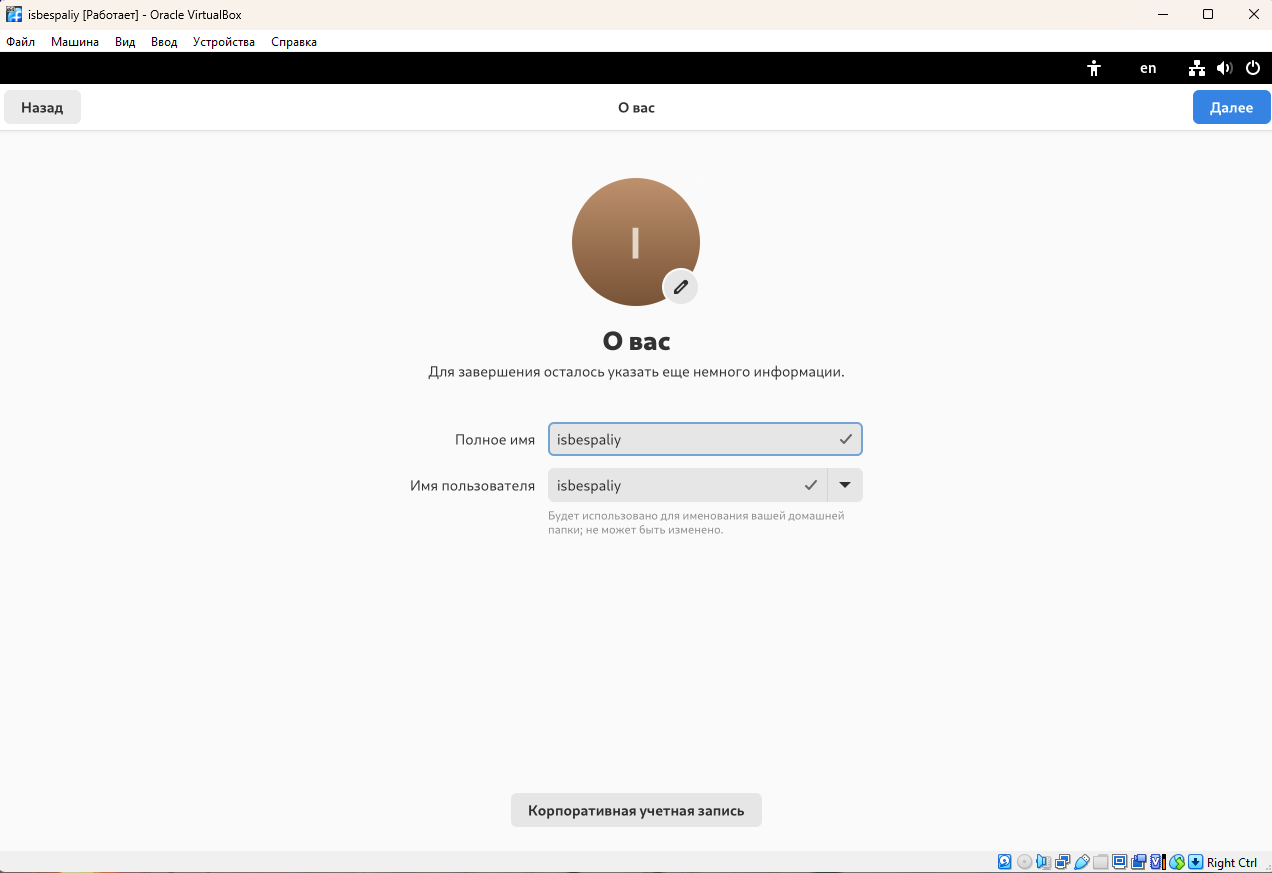 isbespaliy [Работает] - Oracle VirtualBox
Файл Машина Вид Ввод Устройства Справка
en
Назад О вас Далее
I
О вас
Для завершения осталось указать еще немного информации.
Полное имя isbespaliy
Имя пользователя isbespaliy
Будет использовано для именования вашей домашней
папки; не может быть изменено.
Корпоративная учетная запись
Right Ctrl